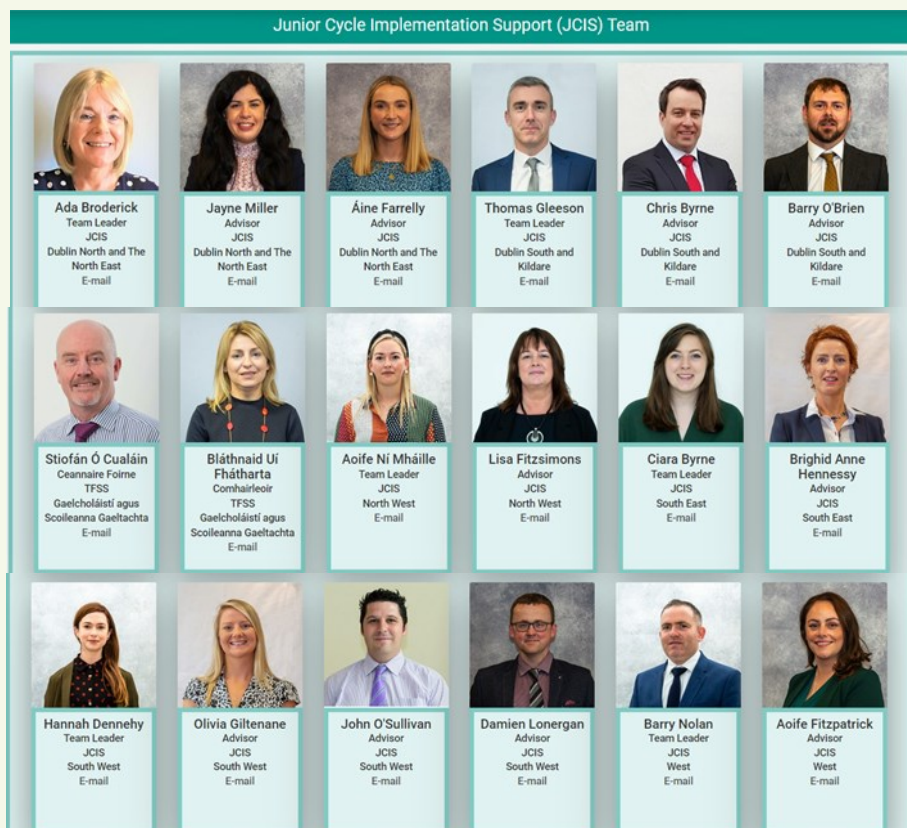 Junior Cycle Implementation Support (JCIS) Team
Ada Broderick
Team Leader
JCIS
Dublin North and The
North East
E-mail
Jayne Miller
Advisor
JCIS
Dublin North and The
North East
E-mail
Áine Farrelly
Advisor
JCIS
Dublin North and The
North East
E-mail
Thomas Gleeson
Team Leader
JCIS
Dublin South and
Kildare
E-mail
Chris Byrne
Advisor
JCIS
Dublin South and
Kildare
E-mail
Barry O'Brien
Advisor
JCIS
Dublin South and
Kildare
E-mail
Stiofán Ó Cualáin
Ceannaire Foirne
TFSS
Gaelcholáistí agus
Scoileanna Gaeltachta
E-mail
Bláthnaid Uí
Fhátharta
Comhairleoir
TFSS
Gaelcholáistí agus
Scoileanna Gaeltachta
E-mail
Aoife Ní Mháille
Team Leader
JCIS
North West
E-mail
Lisa Fitzsimons
Advisor
JCIS
North West
E-mail
Ciara Byrne
Team Leader
JCIS
South East
E-mail
Brighid Anne
Hennessy
Advisor
JCIS
South East
E-mail
Hannah Dennehy
Team Leader
JCIS
South West
E-mail
Olivia Giltenane
Advisor
JCIS
South West
E-mail
John O'Sullivan
Advisor
JCIS
South West
E-mail
Damien Lonergan
Advisor
JCIS
South West
E-mail
Barry Nolan
Team Leader
JCIS
West
E-mail
Aoife Fitzpatrick
Advisor
JCIS
West
E-mail